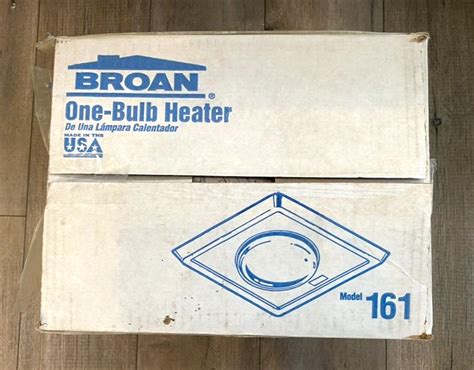 BROAN ®
One-Bulb Heater
De Una Lámpara Calentador
MADE IN THE
USA
Model 161